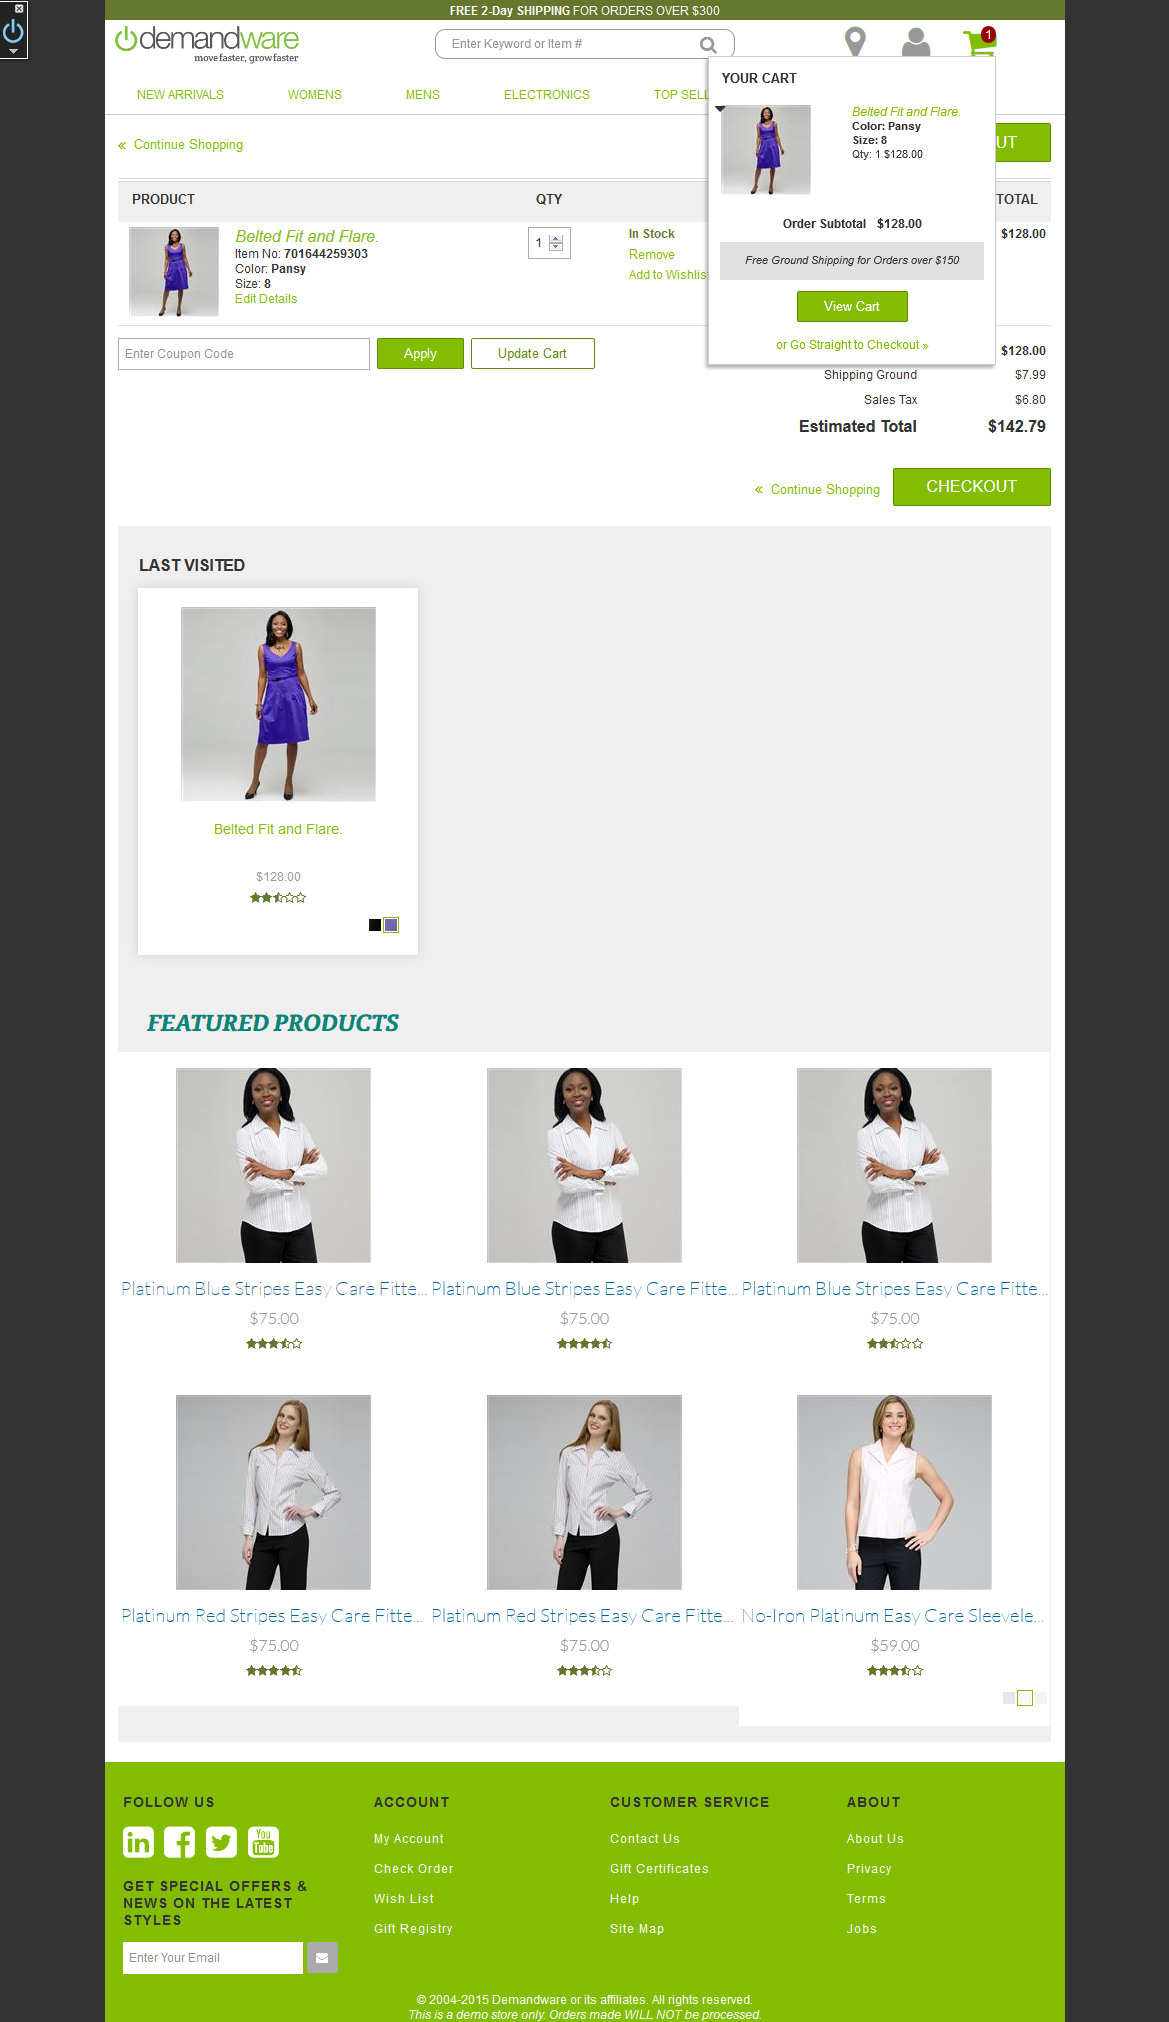 FREE 2-Day SHIPPING FOR ORDERS OVER $300
demandware
move faster, grow faster
Enter Keyword or Item #
1
NEW ARRIVALS
WOMENS
MENS
ELECTRONICS
TOP SELL
YOUR CART
Belted Fit and Flare.
Color: Pansy
Size: 8
Qty: 1 $128.00
Order Subtotal $128.00
Free Ground Shipping for Orders over $150
View Cart
or Go Straight to Checkout »
« Continue Shopping
UT
PRODUCT
QTY
TOTAL
Belted Fit and Flare.
Item No: 701644259303
Color: Pansy
Size: 8
Edit Details
1
In Stock
Remove
Add to Wishlist
$128.00
Enter Coupon Code
Apply
Update Cart
$128.00
Shipping Ground $7.99
Sales Tax $6.80
Estimated Total $142.79
« Continue Shopping
CHECKOUT
LAST VISITED
Belted Fit and Flare.
$128.00
FEATURED PRODUCTS
Platinum Blue Stripes Easy Care Fitte...
$75.00
Platinum Blue Stripes Easy Care Fitte...
$75.00
Platinum Blue Stripes Easy Care Fitte...
$75.00
Platinum Red Stripes Easy Care Fitte...
$75.00
Platinum Red Stripes Easy Care Fitte...
$75.00
No-Iron Platinum Easy Care Sleevele...
$59.00
FOLLOW US
in
You
Tube
GET SPECIAL OFFERS &
NEWS ON THE LATEST
STYLES
Enter Your Email
ACCOUNT
My Account
Check Order
Wish List
Gift Registry
CUSTOMER SERVICE
Contact Us
Gift Certificates
Help
Site Map
ABOUT
About Us
Privacy
Terms
Jobs
© 2004-2015 Demandware or its affiliates. All rights reserved.
This is a demo store only. Orders made WILL NOT be processed.